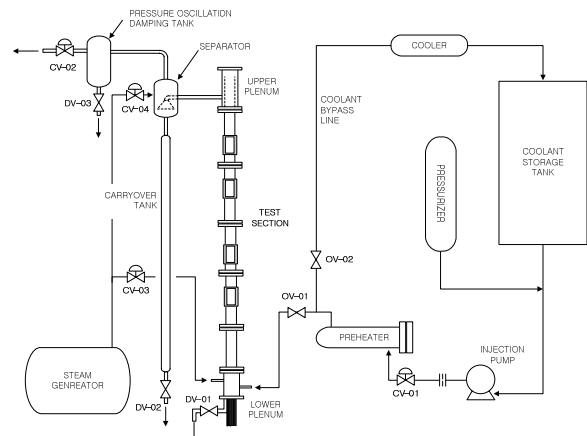 PRESSURE OSCILLATION
DAMPING TANK
SEPARATOR
CV-02
DV-03
CV-04
UPPER
PLENUM
COOLER
COOLANT
BYPASS
LINE
COOLANT
STORAGE
TANK
PRESSURIZER
CARRYOVER
TANK
TEST
SECTION
CV-03
OV-02
OV-01
PREHEATER
INJECTION
PUMP
CV-01
STEAM
GENREATOR
DV-02
DV-01
LOWER
PLENUM